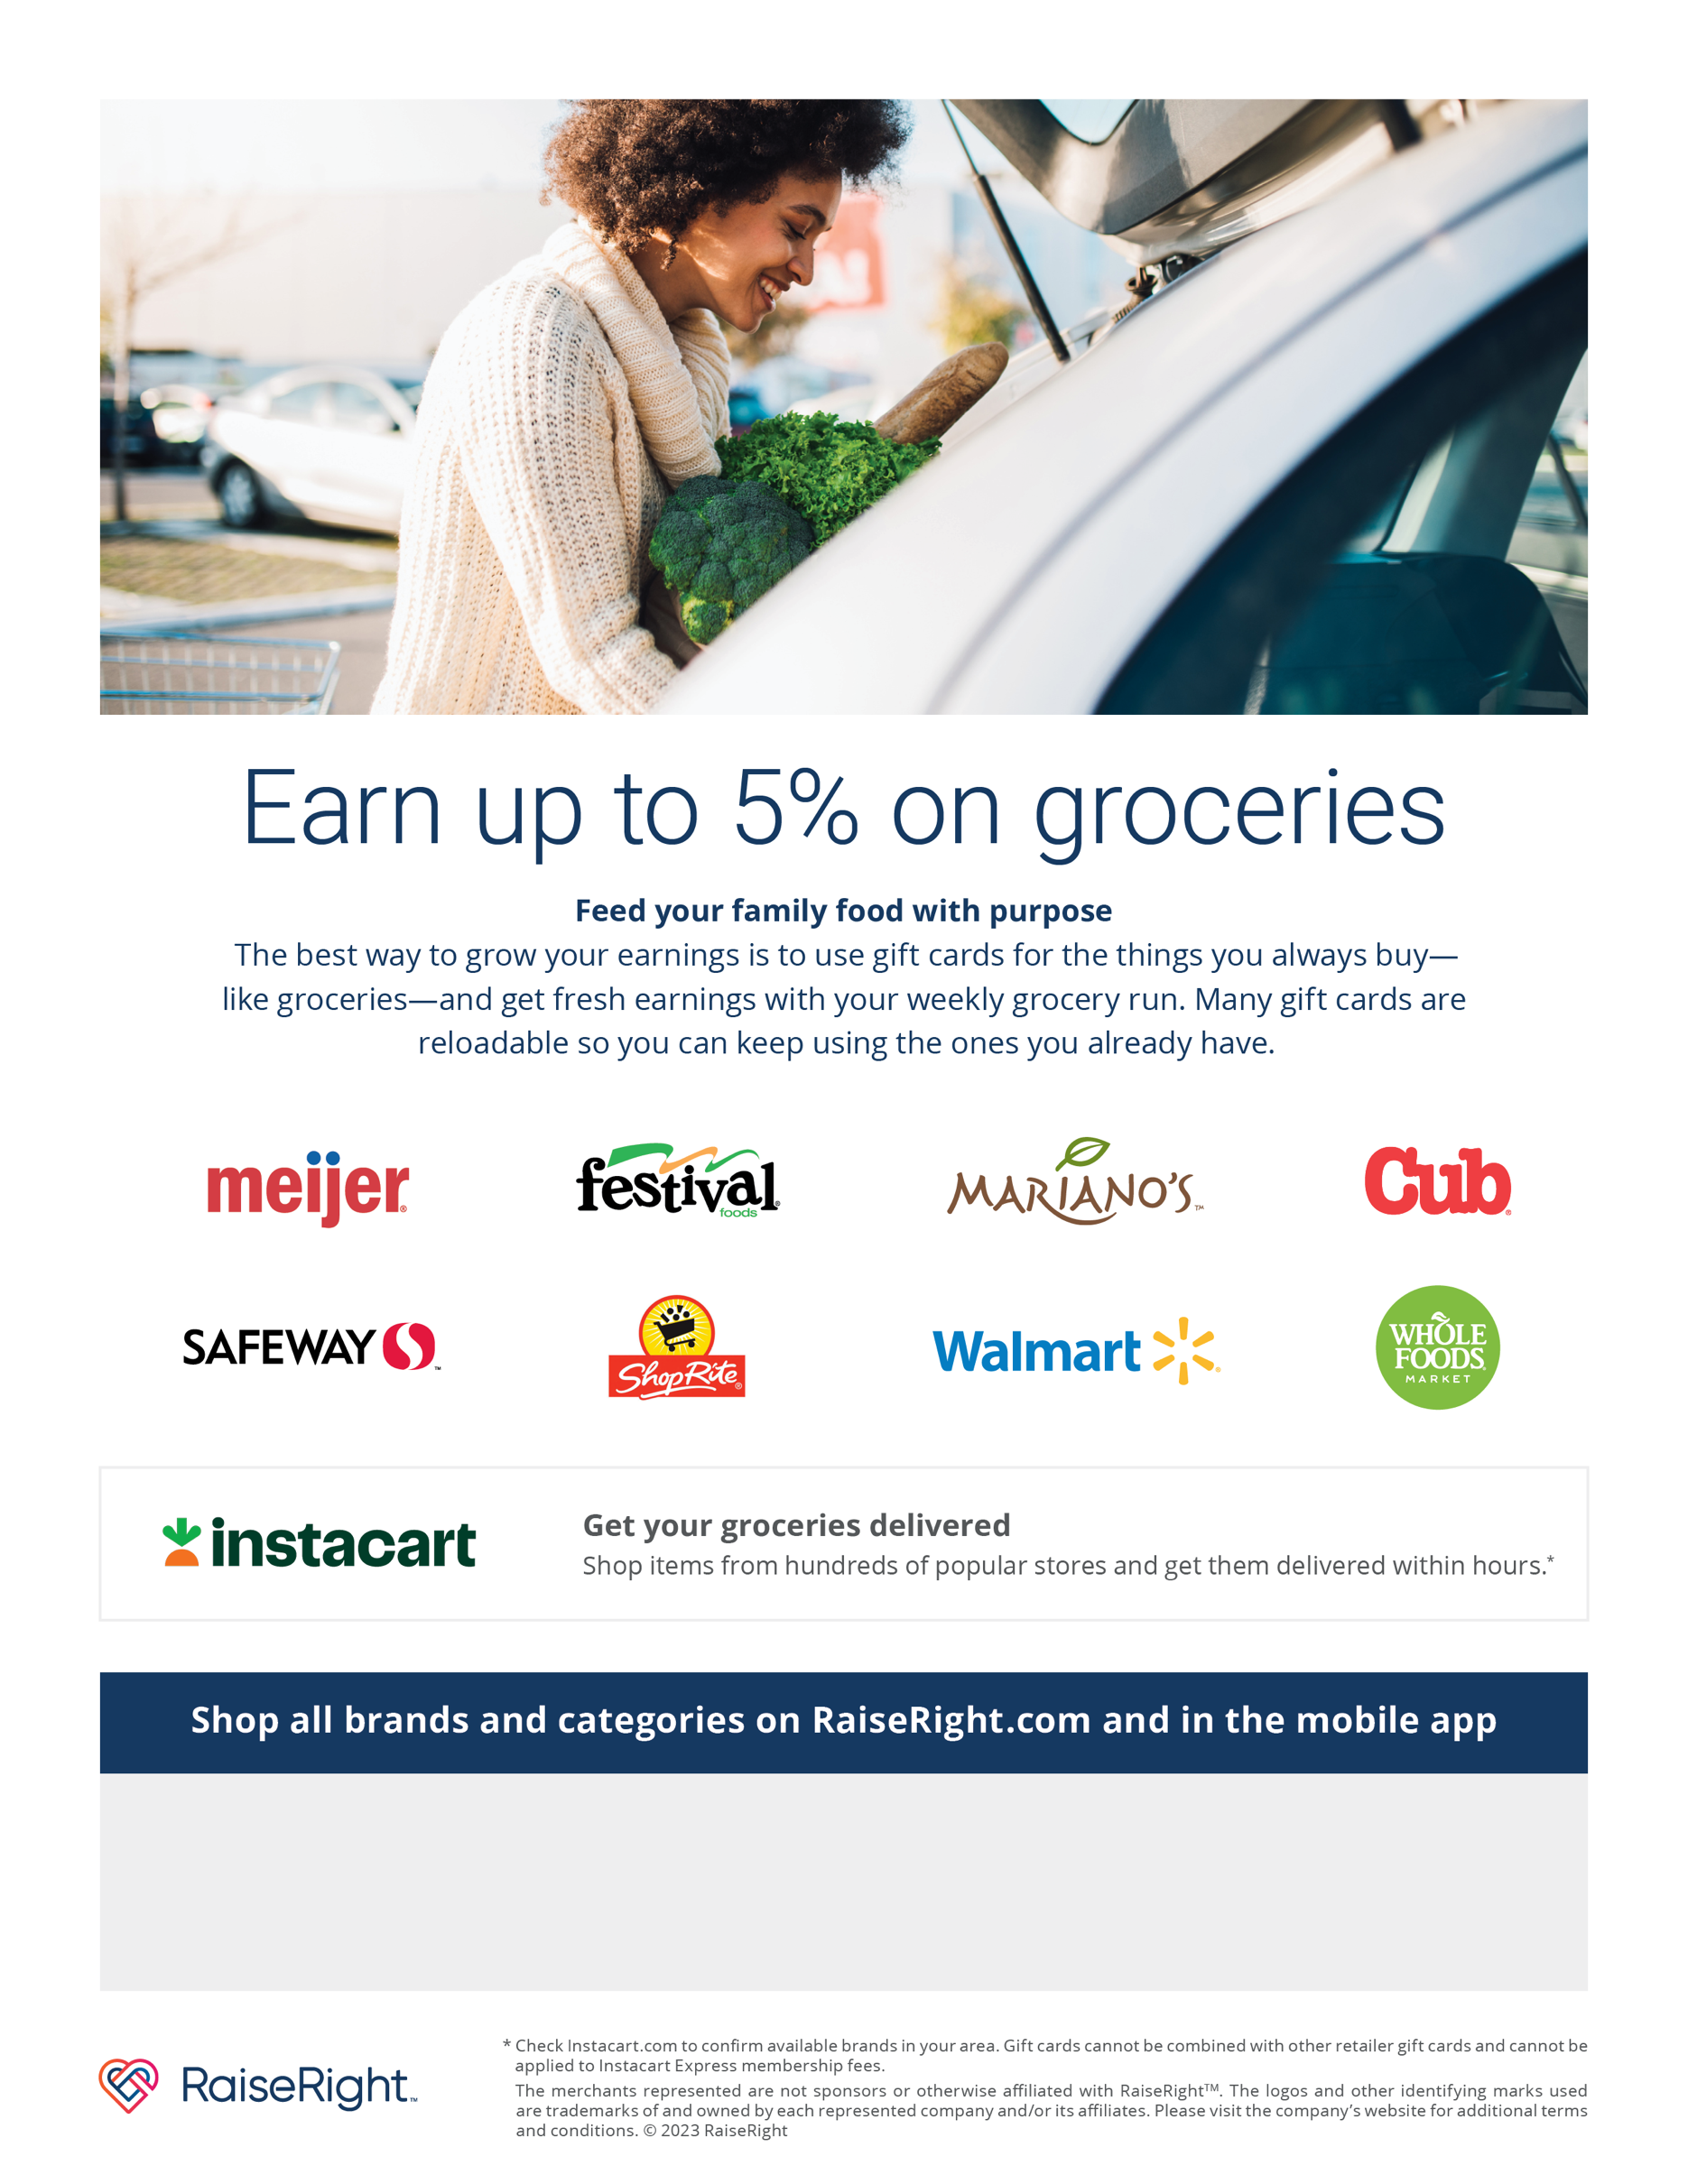 Earn up to 5% on groceries
Feed your family food with purpose
The best way to grow your earnings is to use gift cards for the things you always buy—
like groceries—and get fresh earnings with your weekly grocery run. Many gift cards are
reloadable so you can keep using the ones you already have.
meijer®
festival®
foods
MARIANO'S™
Cub®
SAFEWAY™
ShopRite®
Walmart®
WHOLE
FOODS®
MARKET
instacart
Get your groceries delivered
Shop items from hundreds of popular stores and get them delivered within hours.*
Shop all brands and categories on RaiseRight.com and in the mobile app
RaiseRight™
* Check Instacart.com to confirm available brands in your area. Gift cards cannot be combined with other retailer gift cards and cannot be
applied to Instacart Express membership fees.
The merchants represented are not sponsors or otherwise affiliated with RaiseRight™. The logos and other identifying marks used
are trademarks of and owned by each represented company and/or its affiliates. Please visit the company's website for additional terms
and conditions. © 2023 RaiseRight